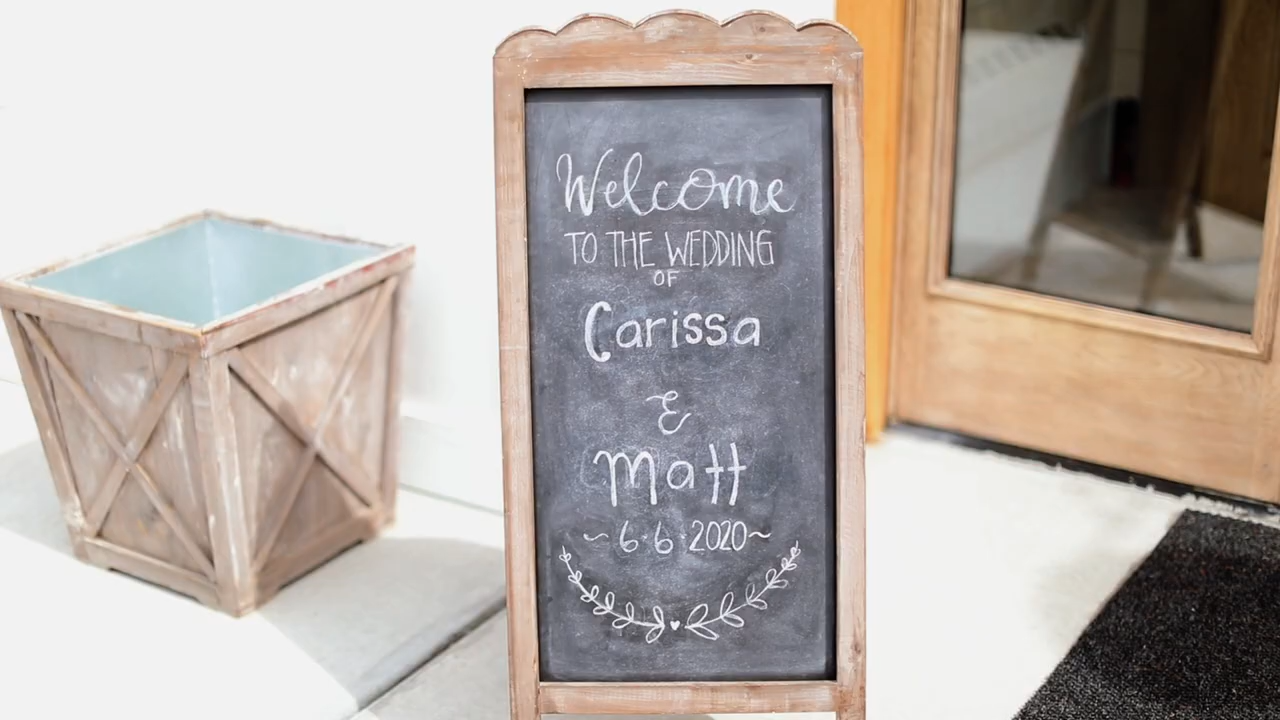 Welcome
TO THE WEDDING
OF
Carissa
&
Matt
~ 6 6 2020 ~